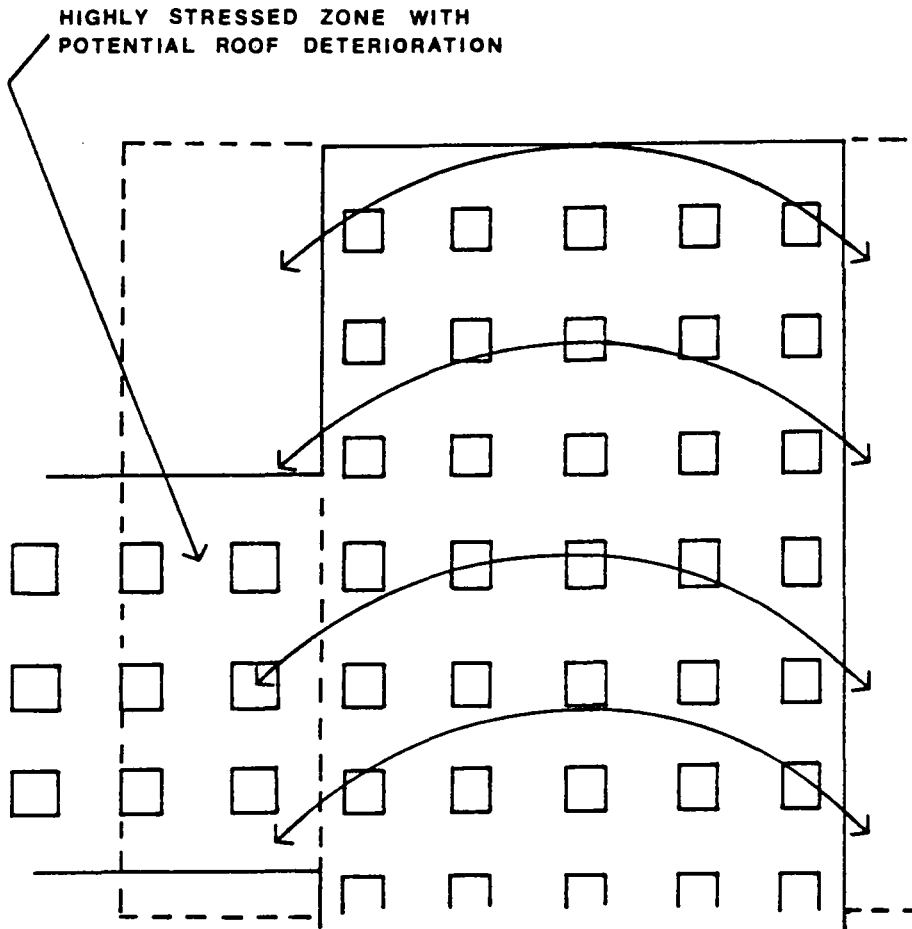 HIGHLY STRESSED ZONE WITH
POTENTIAL ROOF DETERIORATION